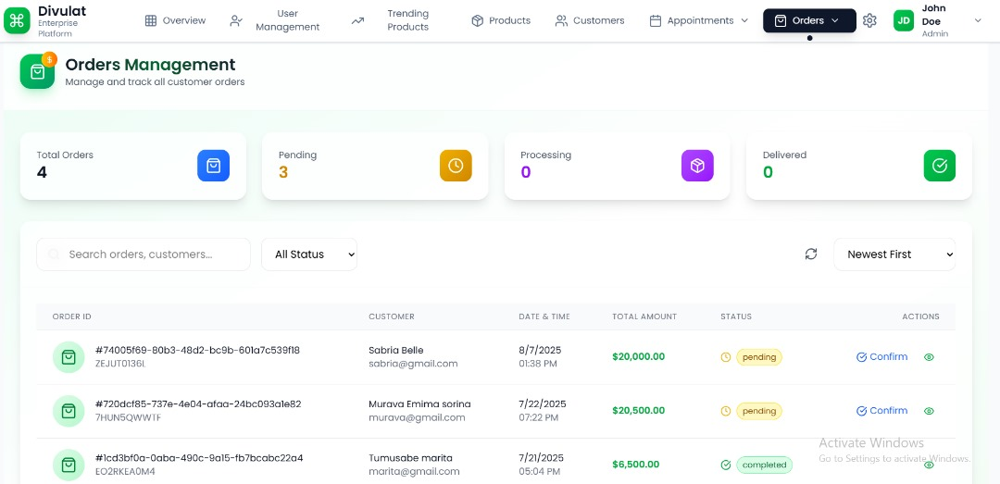 Divulat
Enterprise
Platform
Overview
User
Management
Trending
Products
Products
Customers
Appointments
Orders
JD
John
Doe
Admin
$
Orders Management
Manage and track all customer orders
Total Orders
4
Pending
3
Processing
0
Delivered
0
Search orders, customers...
All Status
Newest First
ORDER ID CUSTOMER DATE & TIME TOTAL AMOUNT STATUS ACTIONS
#74005f69-80b3-48d2-bc9b-601a7c539f18 Sabria Belle 8/7/2025 $20,000.00 pending Confirm
ZEJUT0136L sabria@gmail.com 01:38 PM
#720dcf85-737e-4e04-afaa-24bc093a1e82 Murava Emima sorina 7/22/2025 $20,500.00 pending Confirm
7HUN5QWWTF murava@gmail.com 07:22 PM
#1cd3bf0a-0aba-490c-9a15-fb7bcabc22a4 Tumusabe marita 7/21/2025 $6,500.00 completed
EO2RKEA0M4 marita@gmail.com 05:04 PM
Activate Windows
Go to Settings to activate Windows.